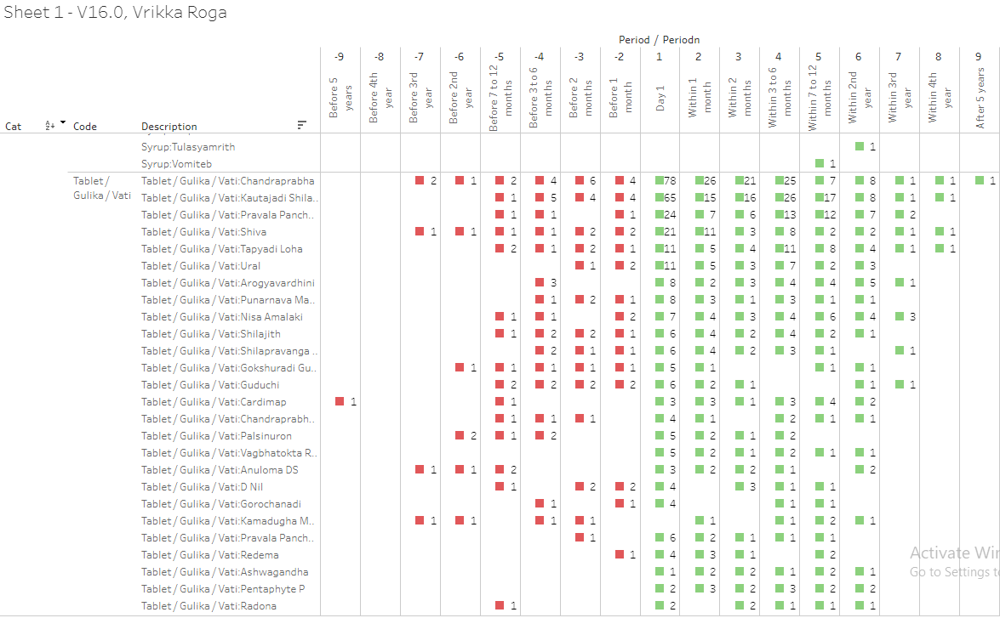 Sheet 1 - V16.0, Vrikka Roga
Period / Periodn
-9 -8 -7 -6 -5 -4 -3 -2 1 2 3 4 5 6 7 8 9
Before 5 years
Before 4th year
Before 3rd year
Before 2nd year
Before 7 to 12 months
Before 3 to 6 months
Before 2 months
Before 1 month
Day 1
Within 1 month
Within 2 months
Within 3 to 6 months
Within 7 to 12 months
Within 2nd year
Within 3rd year
Within 4th year
After 5 years
Cat Code Description
Syrup:Tulasyamrith 1
Syrup:Vomiteb 1
Tablet /
Gulika / Vati
Tablet / Gulika / Vati:Chandraprabha 2 1 2 4 6 4 78 26 21 25 7 8 1 1 1
Tablet / Gulika / Vati:Kautajadi Shila.. 1 5 4 4 65 15 16 26 17 8 1 1
Tablet / Gulika / Vati:Pravala Panch.. 1 1 1 24 7 6 13 12 7 2
Tablet / Gulika / Vati:Shiva 1 1 1 1 2 2 21 11 3 8 2 2 1 1
Tablet / Gulika / Vati:Tapyadi Loha 2 1 2 1 11 5 4 11 8 4 1 1
Tablet / Gulika / Vati:Ural 1 2 11 5 3 7 2 3
Tablet / Gulika / Vati:Arogyavardhini 3 8 2 3 4 4 5 1
Tablet / Gulika / Vati:Punarnava Ma.. 1 2 1 8 3 1 3 1 1
Tablet / Gulika / Vati:Nisa Amalaki 1 1 2 7 4 3 4 6 4 3
Tablet / Gulika / Vati:Shilajith 1 2 2 1 6 4 2 4 2 1
Tablet / Gulika / Vati:Shilapravanga .. 2 1 1 6 4 2 3 1 1
Tablet / Gulika / Vati:Gokshuradi Gu.. 1 1 1 1 1 5 1 1 1
Tablet / Gulika / Vati:Guduchi 2 2 2 2 6 2 1 1 1
Tablet / Gulika / Vati:Cardimap 1 1 3 3 1 3 4 2
Tablet / Gulika / Vati:Chandraprabh.. 1 1 1 4 1 2 1 1
Tablet / Gulika / Vati:Palsinuron 2 1 2 5 2 1 2
Tablet / Gulika / Vati:Vagbhatokta R.. 5 2 1 2 1 1
Tablet / Gulika / Vati:Anuloma DS 1 1 2 3 2 2 1 2
Tablet / Gulika / Vati:D Nil 1 2 2 4 3 1 1
Tablet / Gulika / Vati:Gorochanadi 1 1 4 1 1
Tablet / Gulika / Vati:Kamadugha M.. 1 1 1 1 1 1 2 1
Tablet / Gulika / Vati:Pravala Panch.. 1 6 2 1 1 1
Tablet / Gulika / Vati:Redema 1 4 3 1 2
Tablet / Gulika / Vati:Ashwagandha 1 2 2 1 2 1
Tablet / Gulika / Vati:Pentaphyte P 2 3 2 3 2 2
Tablet / Gulika / Vati:Radona 1 2 2 1 1 1
Activate Wi
Go to Settings t